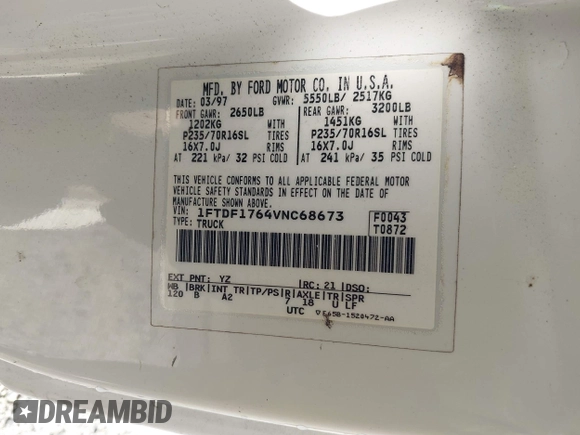 MFD. BY FORD MOTOR CO. IN U.S.A.
DATE: 03/97 GVWR: 5550LB/ 2517KG
FRONT GAWR: 2650LB REAR GAWR: 3200LB
1202KG WITH 1451KG WITH
P235/70R16SL TIRES P235/70R16SL TIRES
16X7.0J RIMS 16X7.0J RIMS
AT 221 kPa/ 32 PSI COLD AT 241 kPa/ 35 PSI COLD
THIS VEHICLE CONFORMS TO ALL APPLICABLE FEDERAL MOTOR
VEHICLE SAFETY STANDARDS IN EFFECT ON THE DATE OF
MANUFACTURE SHOWN ABOVE.
VIN: 1FTDF1764VNC68673 F0043
TYPE: TRUCK T0872
EXT PNT: YZ RC: 21 DSO:
WB BRK INT TR TP/PS R AXLE TR SPR
120 B A2 7 18 U LF
UTC F65B-1520472-AA
DREAMBID